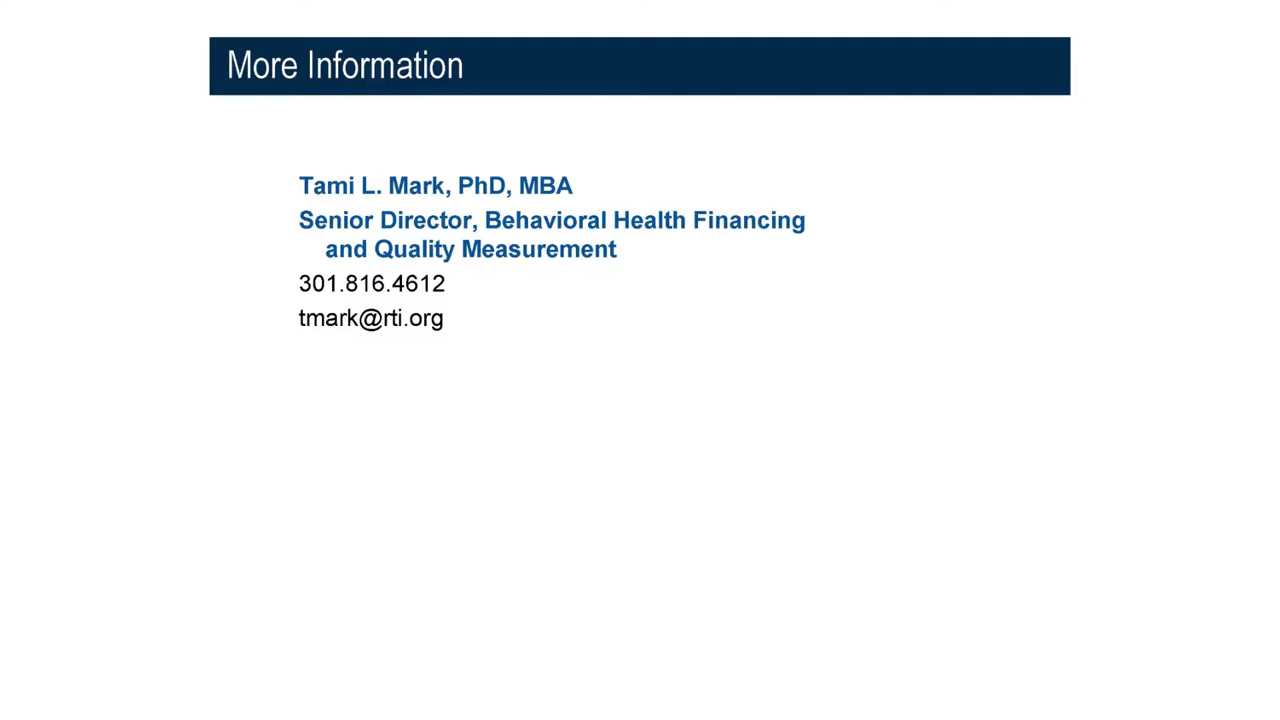 More Information
Tami L. Mark, PhD, MBA
Senior Director, Behavioral Health Financing
and Quality Measurement
301.816.4612
tmark@rti.org